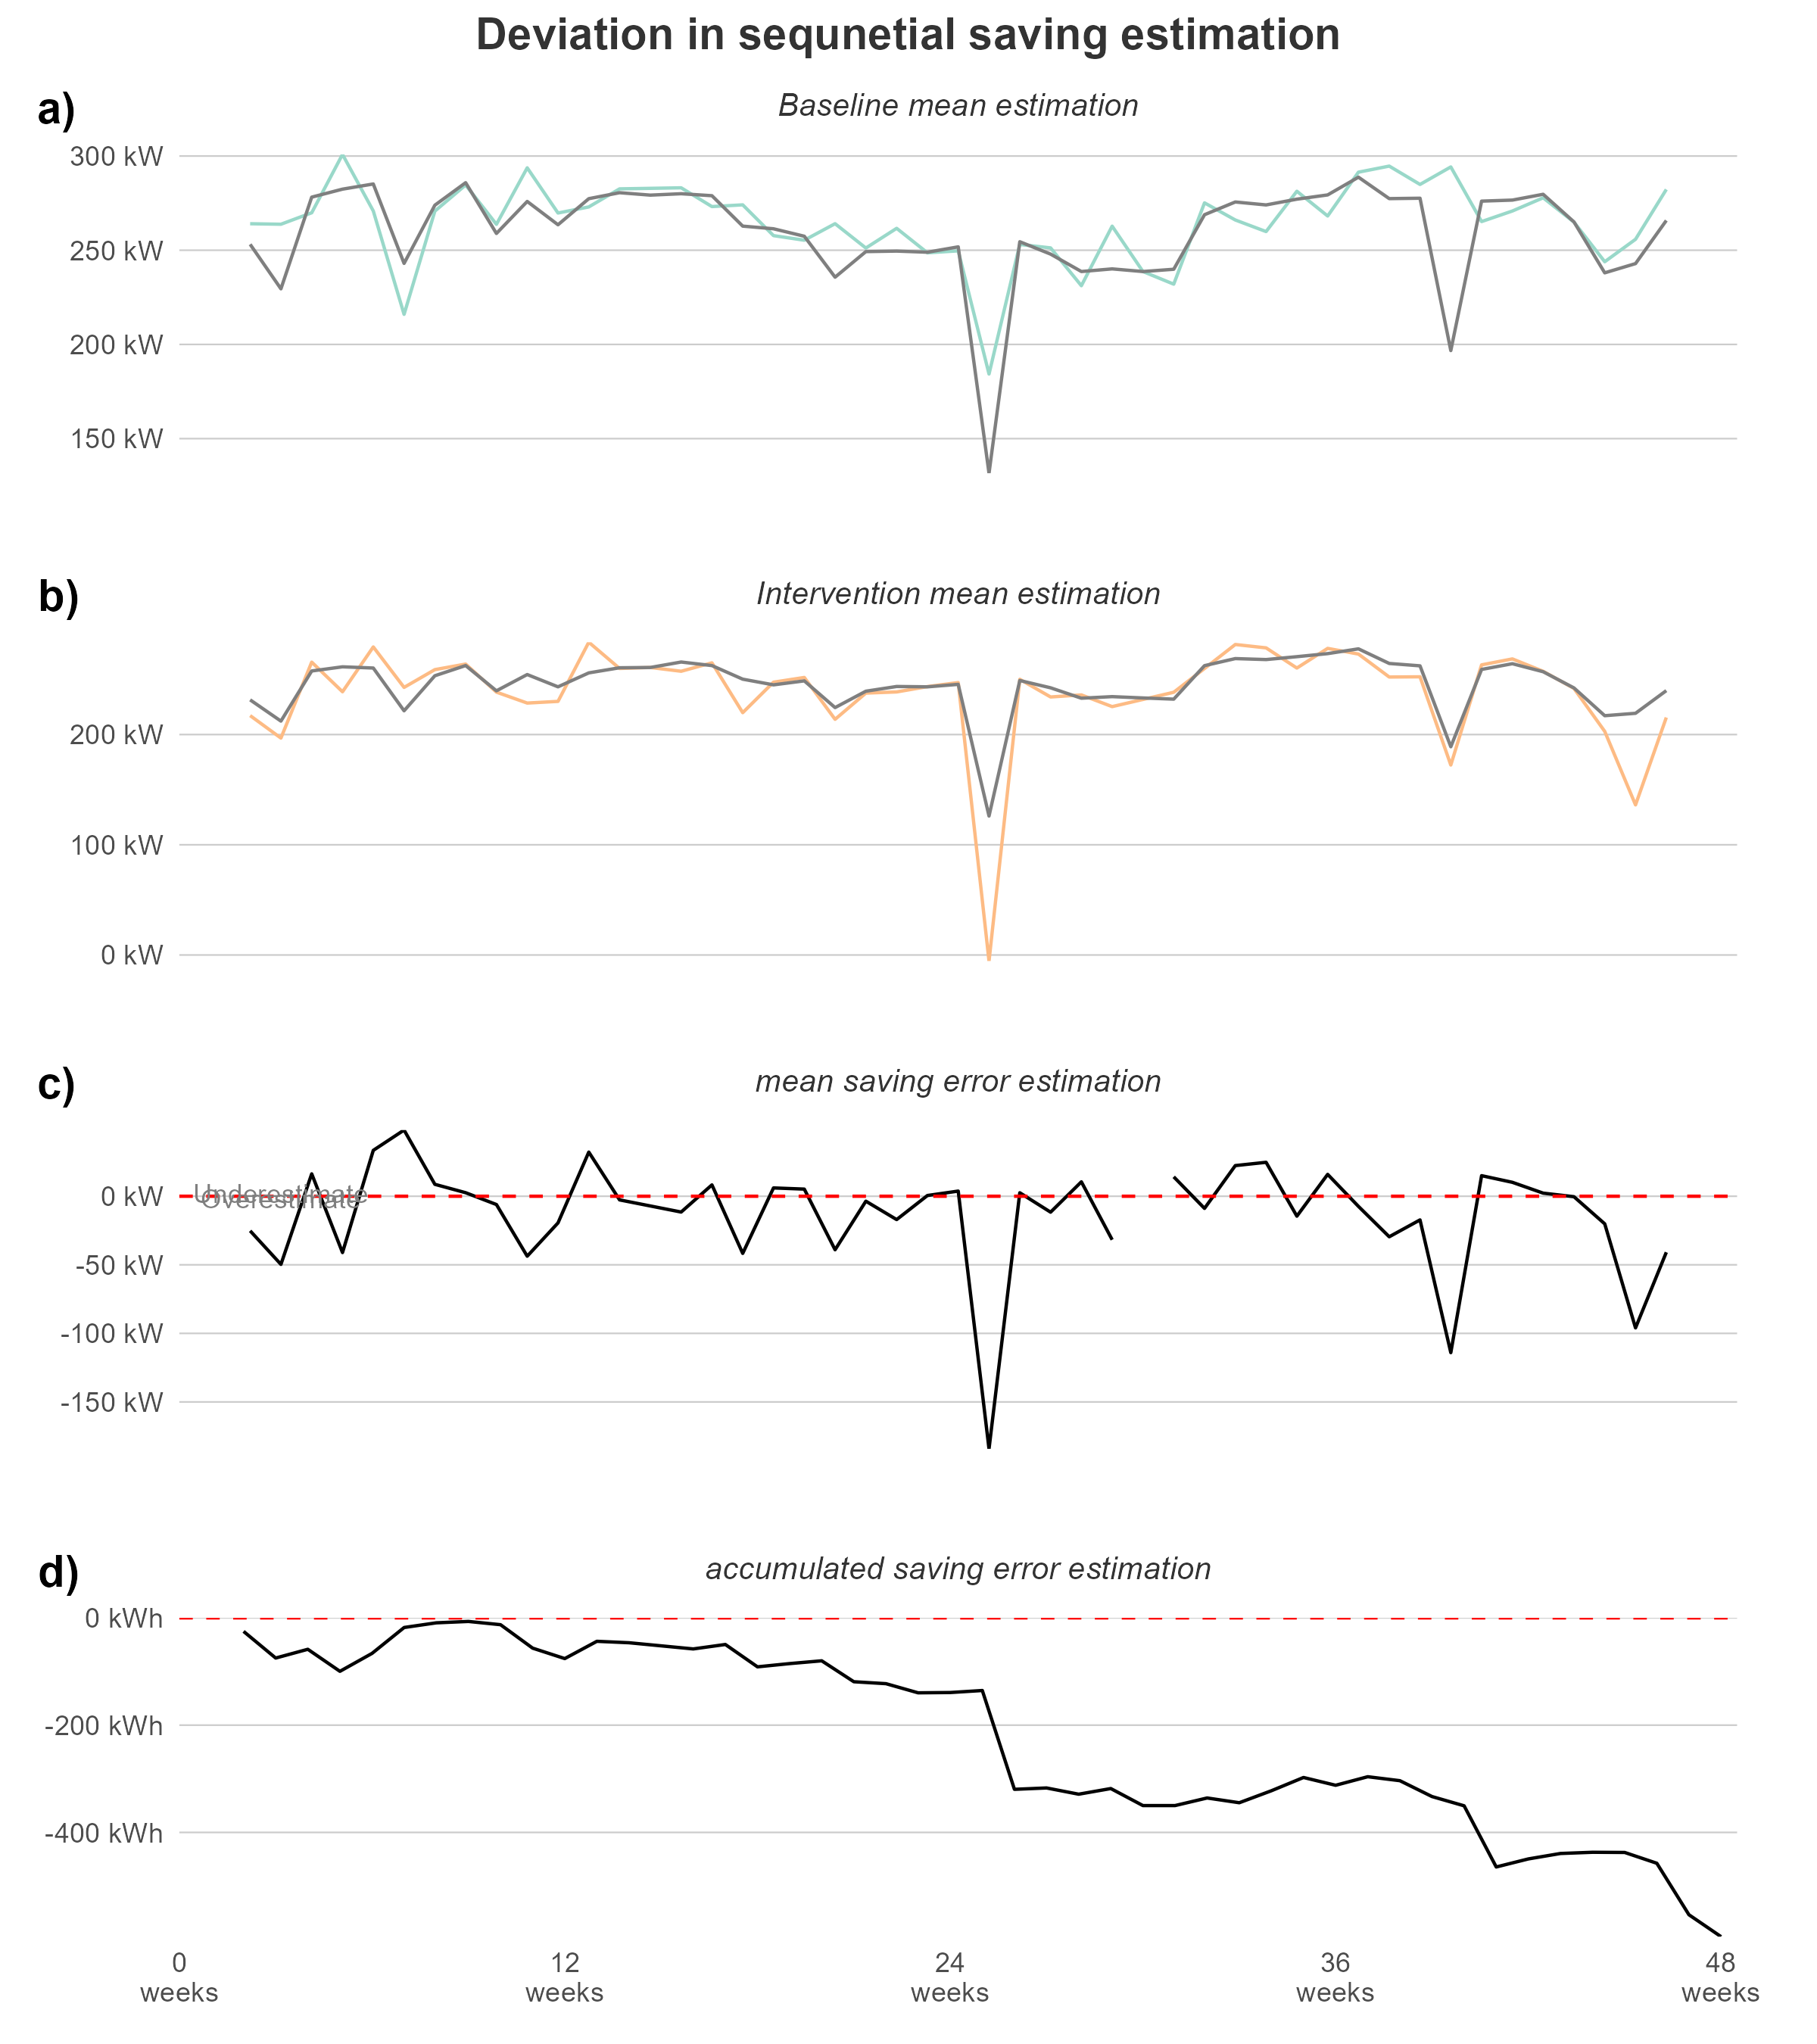 Deviation in sequnetial saving estimation
a)
Baseline mean estimation
300 kW
250 kW
200 kW
150 kW
b)
Intervention mean estimation
200 kW
100 kW
0 kW
c)
mean saving error estimation
Underestimate
0 kW
Overestimate
-50 kW
-100 kW
-150 kW
d)
accumulated saving error estimation
0 kWh
-200 kWh
-400 kWh
0 12 24 36 48
weeks weeks weeks weeks weeks